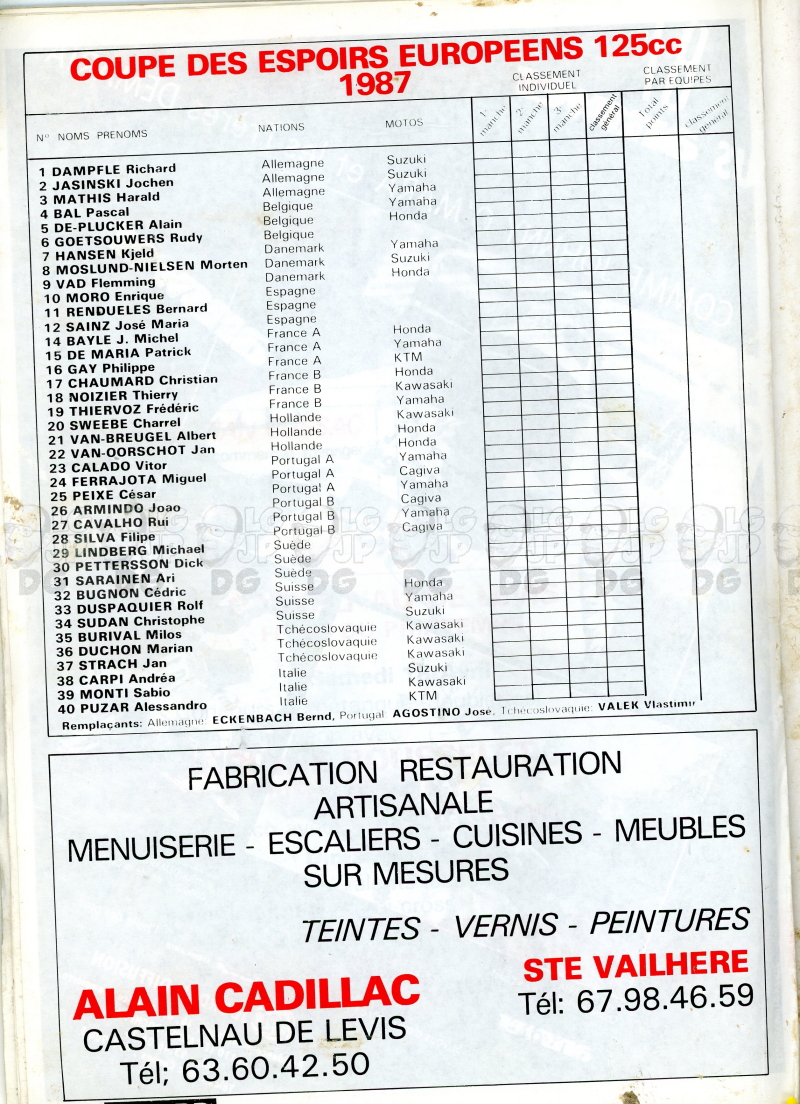 COUPE DES ESPOIRS EUROPEENS 125cc
1987
CLASSEMENT INDIVIDUEL
CLASSEMENT PAR EQUIPES
N° NOMS PRENOMS NATIONS MOTOS 1° manche 2° manche 3° manche classement général Total points classement général
1 DAMPFLE Richard Allemagne Suzuki
2 JASINSKI Jochen Allemagne Suzuki
3 MATHIS Harald Allemagne Yamaha
4 BAL Pascal Belgique Yamaha
5 DE-PLUCKER Alain Belgique Honda
6 GOETSOUWERS Rudy Belgique
7 HANSEN Kjeld Danemark Yamaha
8 MOSLUND-NIELSEN Morten Danemark Suzuki
9 VAD Flemming Danemark Honda
10 MORO Enrique Espagne
11 RENDUELES Bernard Espagne
12 SAINZ José Maria Espagne
14 BAYLE J. Michel France A Honda
15 DE MARIA Patrick France A Yamaha
16 GAY Philippe France A KTM
17 CHAUMARD Christian France B Honda
18 NOIZIER Thierry France B Kawasaki
19 THIERVOZ Frédéric France B Yamaha
20 SWEEBE Charrel Hollande Kawasaki
21 VAN-BREUGEL Albert Hollande Honda
22 VAN-OORSCHOT Jan Hollande Honda
23 CALADO Vitor Portugal A Yamaha
24 FERRAJOTA Miguel Portugal A Cagiva
25 PEIXE César Portugal A Yamaha
26 ARMINDO Joao Portugal B Cagiva
27 CAVALHO Rui Portugal B Yamaha
28 SILVA Filipe Portugal B Cagiva
29 LINDBERG Michael Suède
30 PETTERSSON Dick Suède
31 SARAINEN Ari Suède
32 BUGNON Cédric Suisse Honda
33 DUSPAQUIER Rolf Suisse Yamaha
34 SUDAN Christophe Suisse Suzuki
35 BURIVAL Milos Tchécoslovaquie Kawasaki
36 DUCHON Marian Tchécoslovaquie Kawasaki
37 STRACH Jan Tchécoslovaquie Kawasaki
38 CARPI Andréa Italie Suzuki
39 MONTI Sabio Italie Kawasaki
40 PUZAR Alessandro Italie KTM
Remplaçants: Allemagne: ECKENBACH Bernd, Portugal: AGOSTINO José, Tchécoslovaquie: VALEK Vlastimir
FABRICATION RESTAURATION
ARTISANALE
MENUISERIE - ESCALIERS - CUISINES - MEUBLES
SUR MESURES
TEINTES - VERNIS - PEINTURES
ALAIN CADILLAC
CASTELNAU DE LEVIS
Tél; 63.60.42.50
STE VAILHERE
Tél: 67.98.46.59